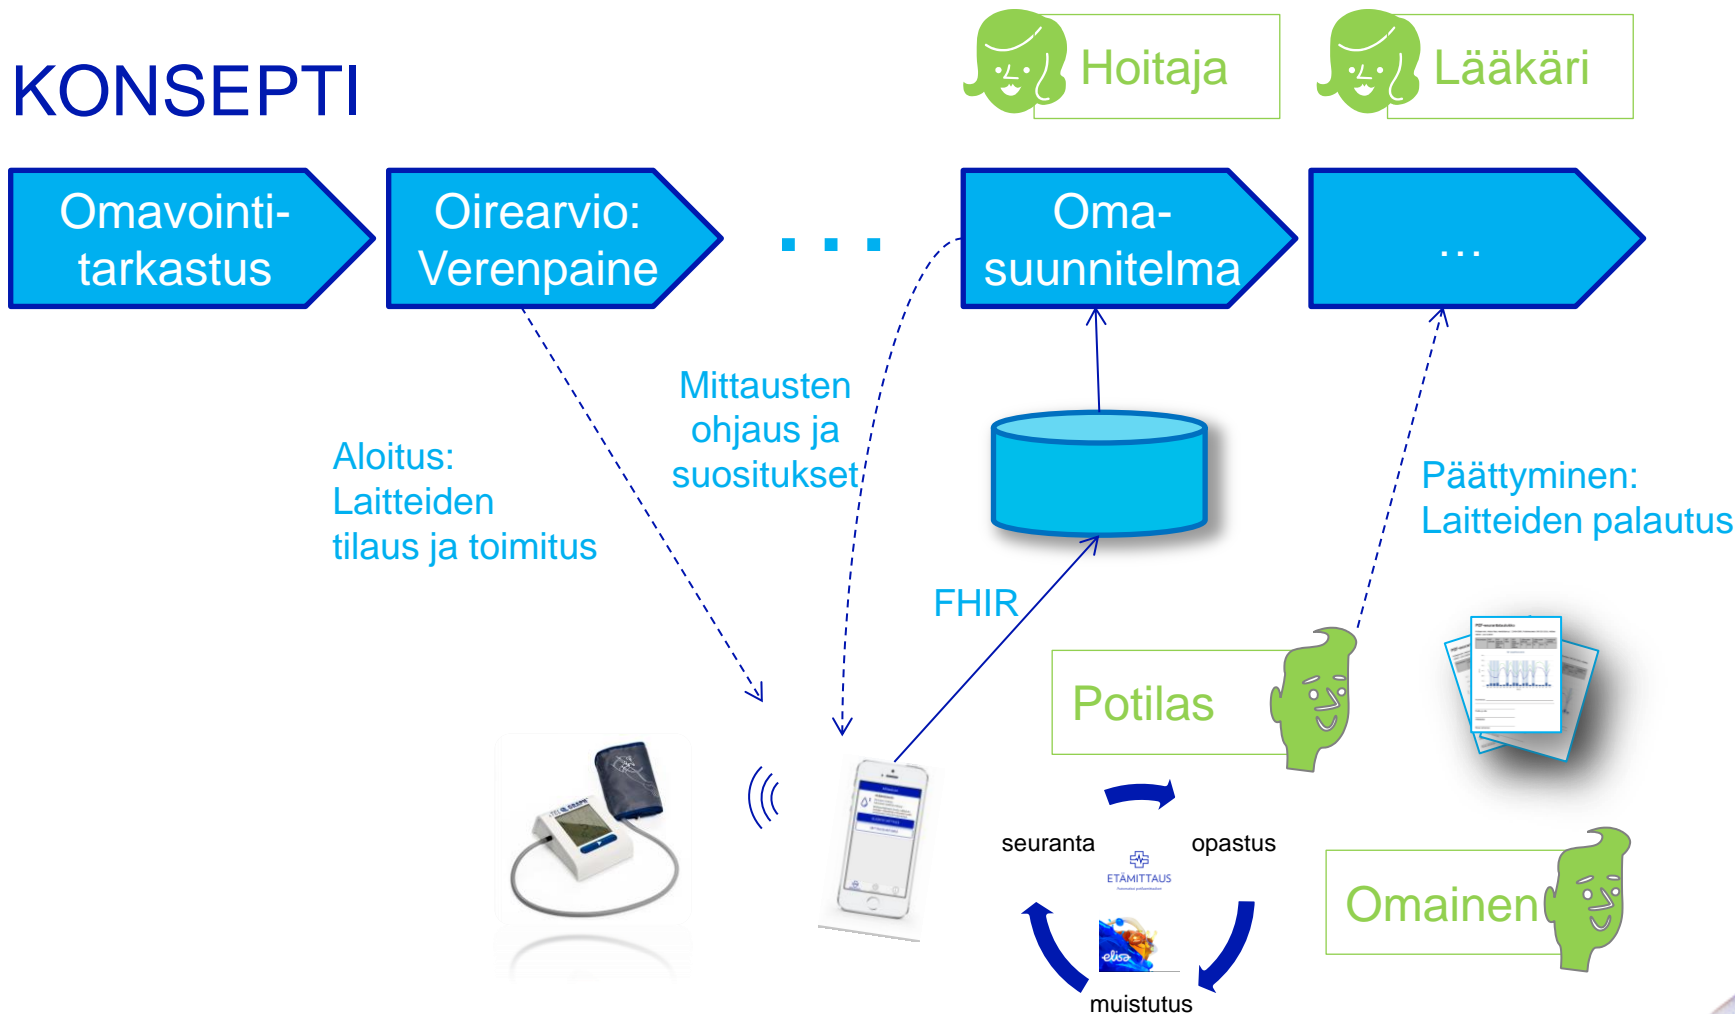 KONSEPTI
Hoitaja
Lääkäri
Omavointi-
tarkastus
Oirearvio:
Verenpaine
...
Oma-
suunnitelma
...
Mittausten
ohjaus ja
suositukset
Aloitus:
Laitteiden
tilaus ja toimitus
Päättyminen:
Laitteiden palautus
FHIR
Potilas
seuranta
opastus
ETÄMITTAUS
elisa
muistutus
Omainen